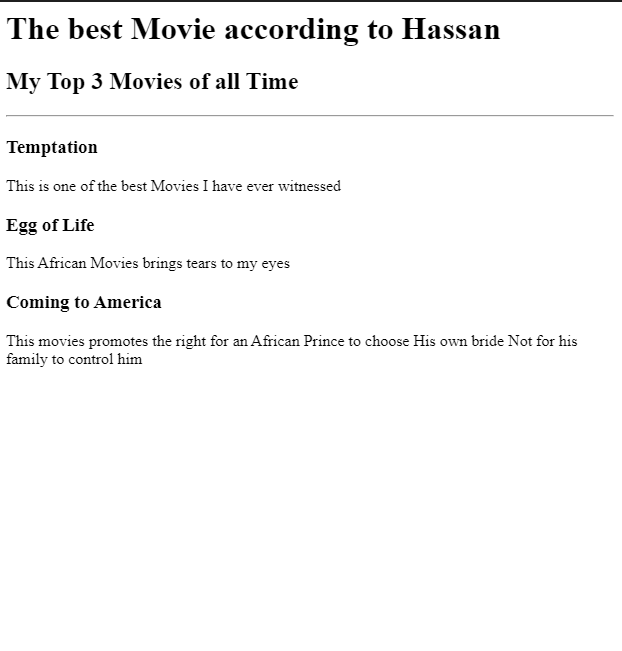 The best Movie according to Hassan
My Top 3 Movies of all Time
Temptation
This is one of the best Movies I have ever witnessed
Egg of Life
This African Movies brings tears to my eyes
Coming to America
This movies promotes the right for an African Prince to choose His own bride Not for his
family to control him